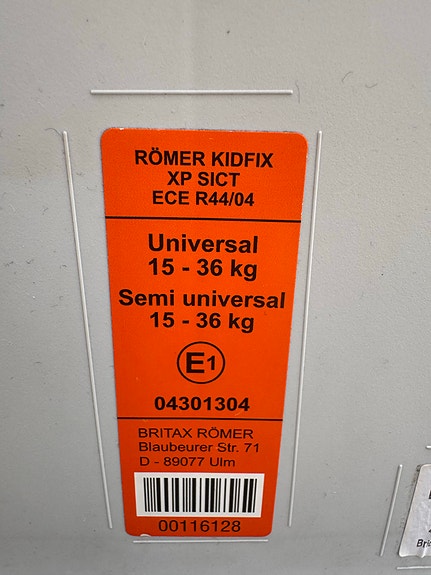 RÖMER KIDFIX
XP SICT
ECE R44/04
Universal
15 - 36 kg
Semi universal
15 - 36 kg
E1
04301304
BRITAX RÖMER
Blaubeurer Str. 71
D - 89077 Ulm
00116128